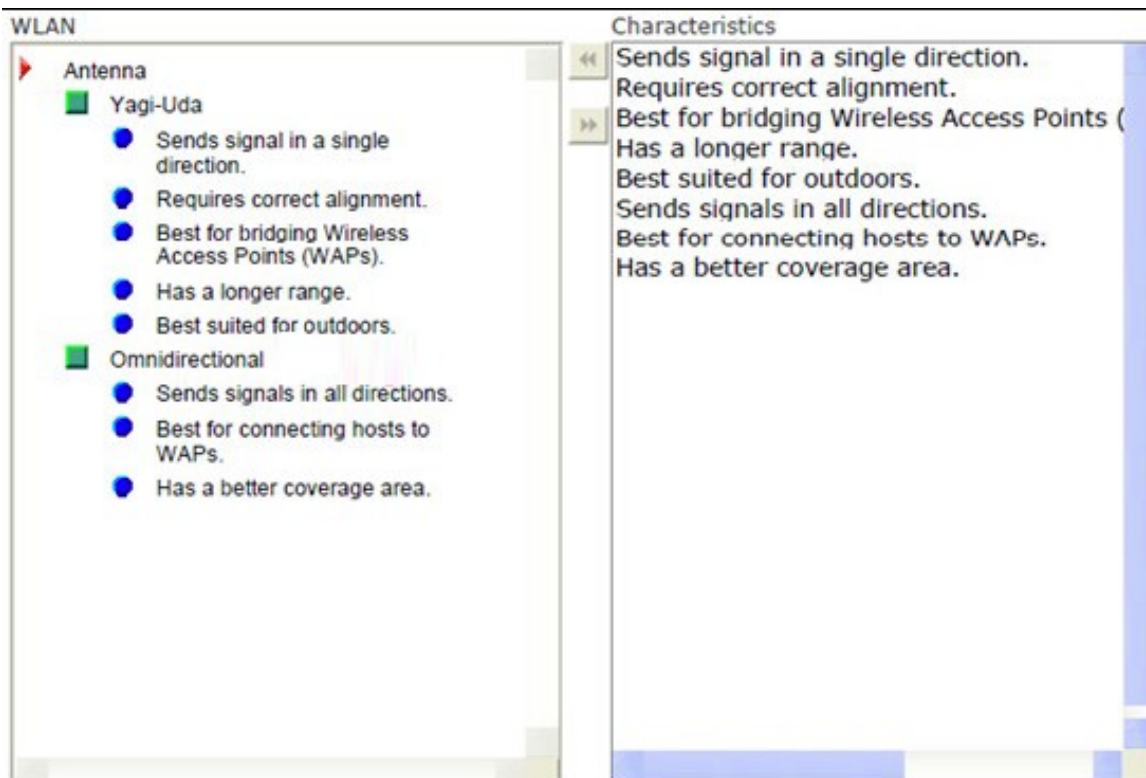 WLAN
Antenna
Yagi-Uda
Sends signal in a single
direction.
Requires correct alignment.
Best for bridging Wireless
Access Points (WAPs).
Has a longer range.
Best suited for outdoors.
Omnidirectional
Sends signals in all directions.
Best for connecting hosts to
WAPs.
Has a better coverage area.
Characteristics
Sends signal in a single direction.
Requires correct alignment.
Best for bridging Wireless Access Points (
Has a longer range.
Best suited for outdoors.
Sends signals in all directions.
Best for connecting hosts to WAPs.
Has a better coverage area.